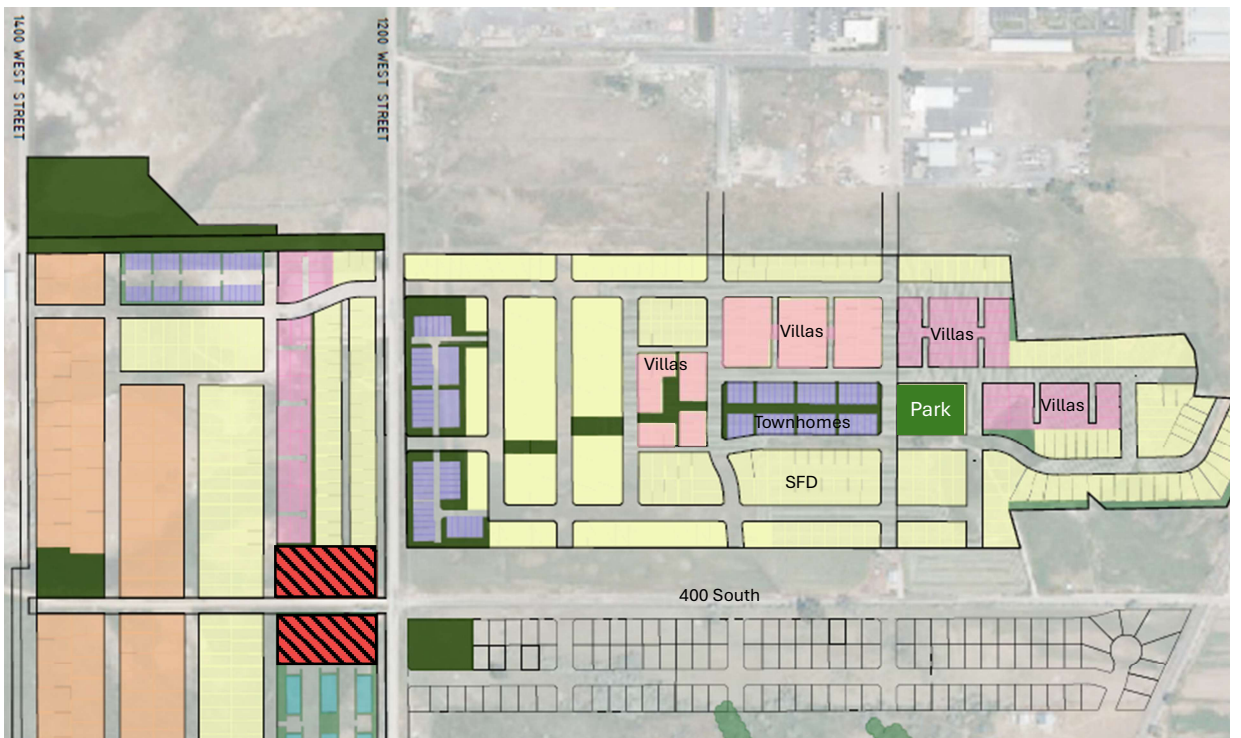 1400 WEST STREET
1200 WEST STREET
Villas
Villas
Villas
Villas
Park
Townhomes
SFD
400 South